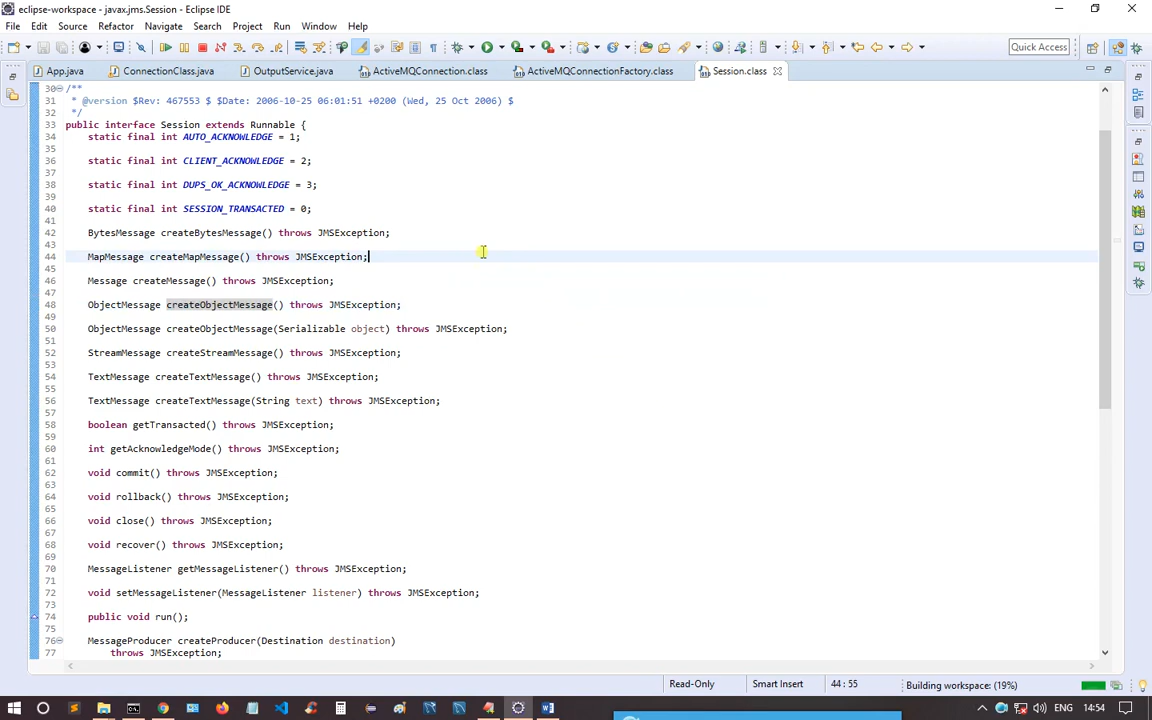 eclipse-workspace - javax.jms.Session - Eclipse IDE
File Edit Source Refactor Navigate Search Project Run Window Help
Quick Access
App.java ConnectionClass.java OutputService.java ActiveMQConnection.class ActiveMQConnectionFactory.class Session.class
30 /**
31 * @version $Rev: 467553 $ $Date: 2006-10-25 06:01:51 +0200 (Wed, 25 Oct 2006) $
32 */
33 public interface Session extends Runnable {
34 static final int AUTO_ACKNOWLEDGE = 1;
35
36 static final int CLIENT_ACKNOWLEDGE = 2;
37
38 static final int DUPS_OK_ACKNOWLEDGE = 3;
39
40 static final int SESSION_TRANSACTED = 0;
41
42 BytesMessage createBytesMessage() throws JMSException;
43
44 MapMessage createMapMessage() throws JMSException;
45
46 Message createMessage() throws JMSException;
47
48 ObjectMessage createObjectMessage() throws JMSException;
49
50 ObjectMessage createObjectMessage(Serializable object) throws JMSException;
51
52 StreamMessage createStreamMessage() throws JMSException;
53
54 TextMessage createTextMessage() throws JMSException;
55
56 TextMessage createTextMessage(String text) throws JMSException;
57
58 boolean getTransacted() throws JMSException;
59
60 int getAcknowledgeMode() throws JMSException;
61
62 void commit() throws JMSException;
63
64 void rollback() throws JMSException;
65
66 void close() throws JMSException;
67
68 void recover() throws JMSException;
69
70 MessageListener getMessageListener() throws JMSException;
71
72 void setMessageListener(MessageListener listener) throws JMSException;
73
74 public void run();
75
76 MessageProducer createProducer(Destination destination)
77 throws JMSException;
Read-Only Smart Insert 44 : 55 Building workspace: (19%)
ENG 14:54